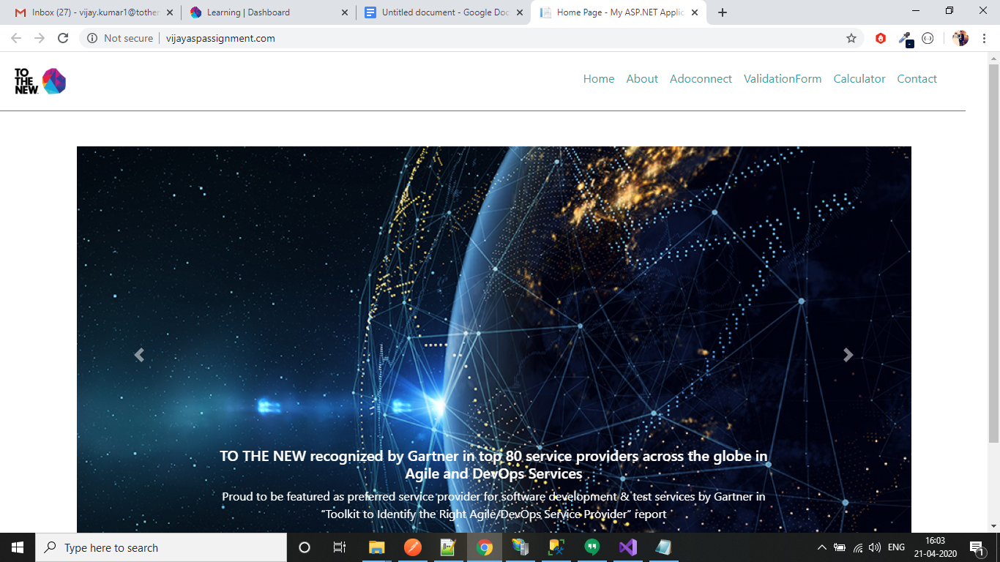 Inbox (27) - vijay.kumar1@tother
Learning | Dashboard
Untitled document - Google Doc
Home Page - My ASP.NET Applic
Not secure
vijayaspassignment.com
TO
THE
NEW
Home
About
Adoconnect
ValidationForm
Calculator
Contact
TO THE NEW recognized by Gartner in top 80 service providers across the globe in
Agile and DevOps Services
Proud to be featured as preferred service provider for software development & test services by Gartner in
“Toolkit to Identify the Right Agile/DevOps Service Provider” report
Type here to search
ENG
16:03
21-04-2020
1